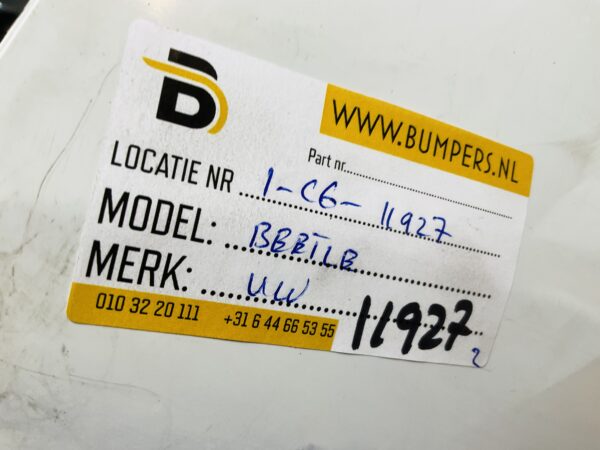 B
WWW.BUMPERS.NL
Part nr.
LOCATIE NR 1-C6-11927
MODEL: BEETLE
MERK: VW
010 32 20 111 +31 6 44 66 53 55
11927
2